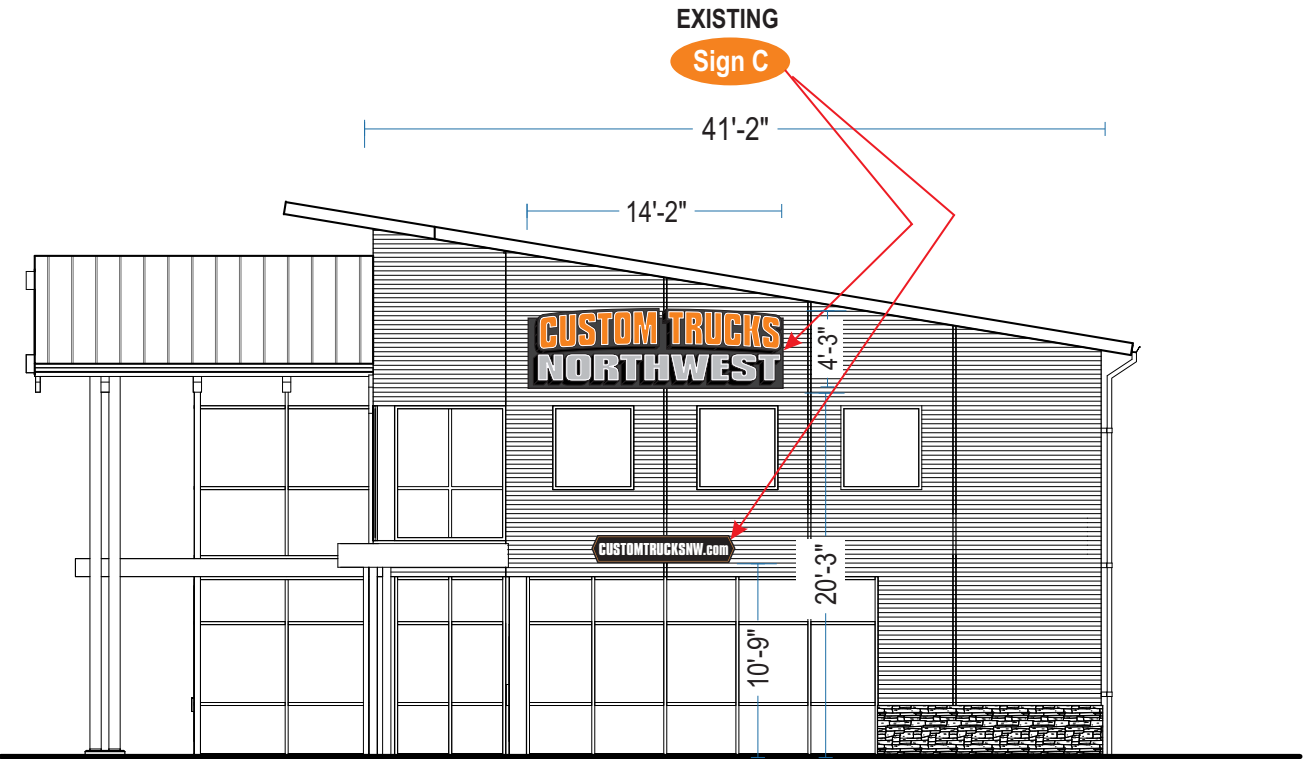 EXISTING
Sign C
41'-2"
14'-2"
CUSTOM TRUCKS
NORTHWEST
4'-3"
CUSTOMTRUCKSNW.com
20'-3"
10'-9"